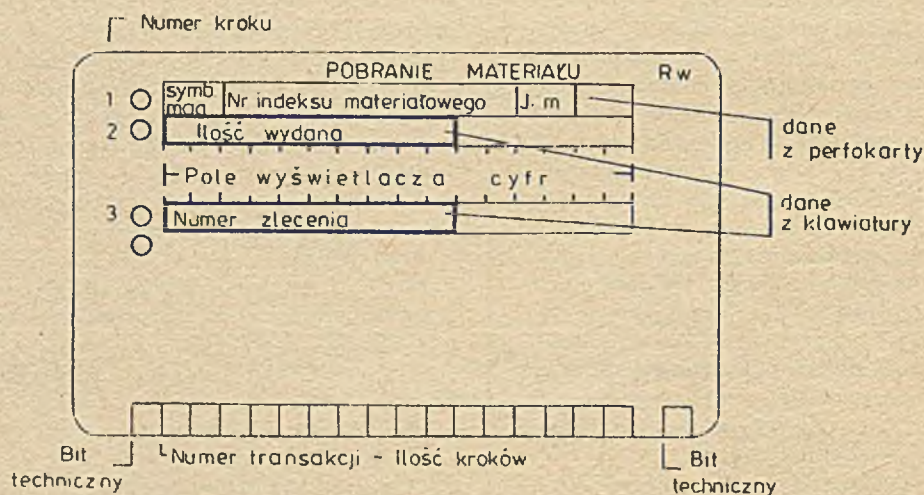 Numer kroku
POBRANIE MATERIAŁU Rw
1 symb mag Nr indeksu materiałowego J. m
2 Ilość wydana
dane
z perfokarty
Pole wyświetlacza cyfr
dane
z klawiatury
3 Numer zlecenia
Bit
techniczny
Numer transakcji - Ilość kroków
Bit
techniczny